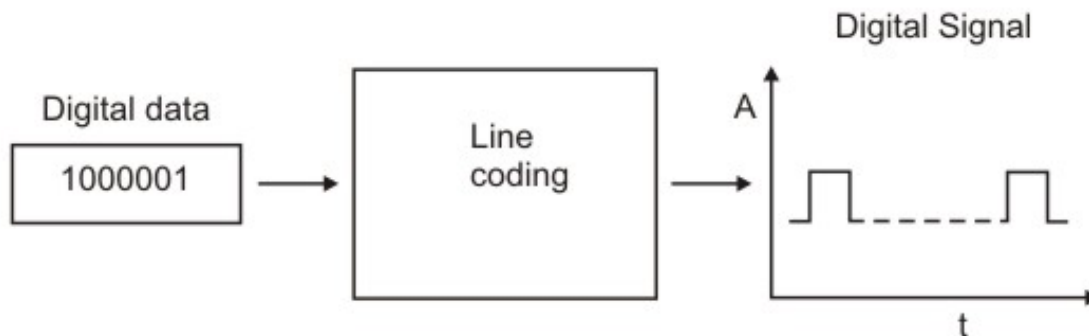 Digital data
1000001
Line
coding
Digital Signal
A
t